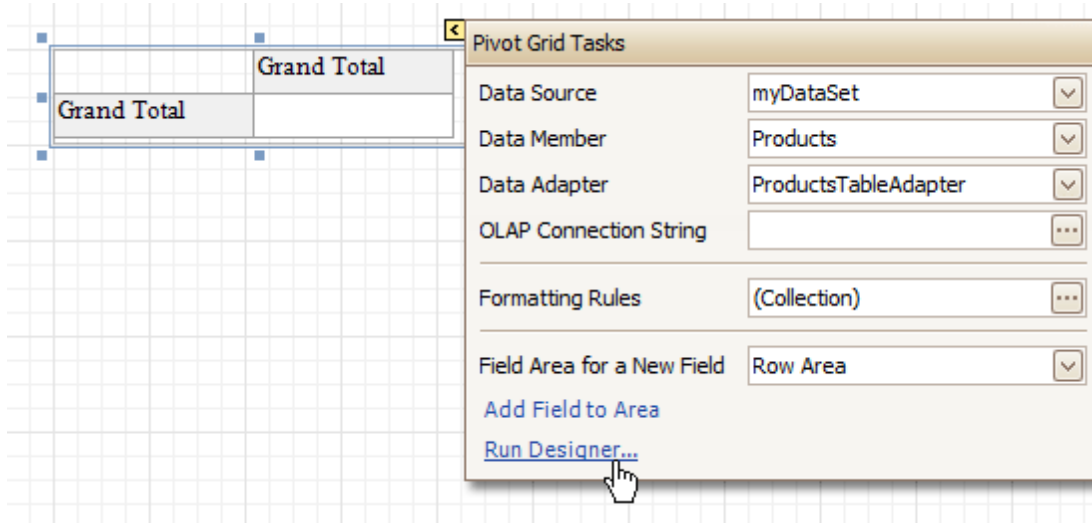 Grand Total
Grand Total
Pivot Grid Tasks
Data Source myDataSet
Data Member Products
Data Adapter ProductsTableAdapter
OLAP Connection String
Formatting Rules (Collection)
Field Area for a New Field Row Area
Add Field to Area
Run Designer...